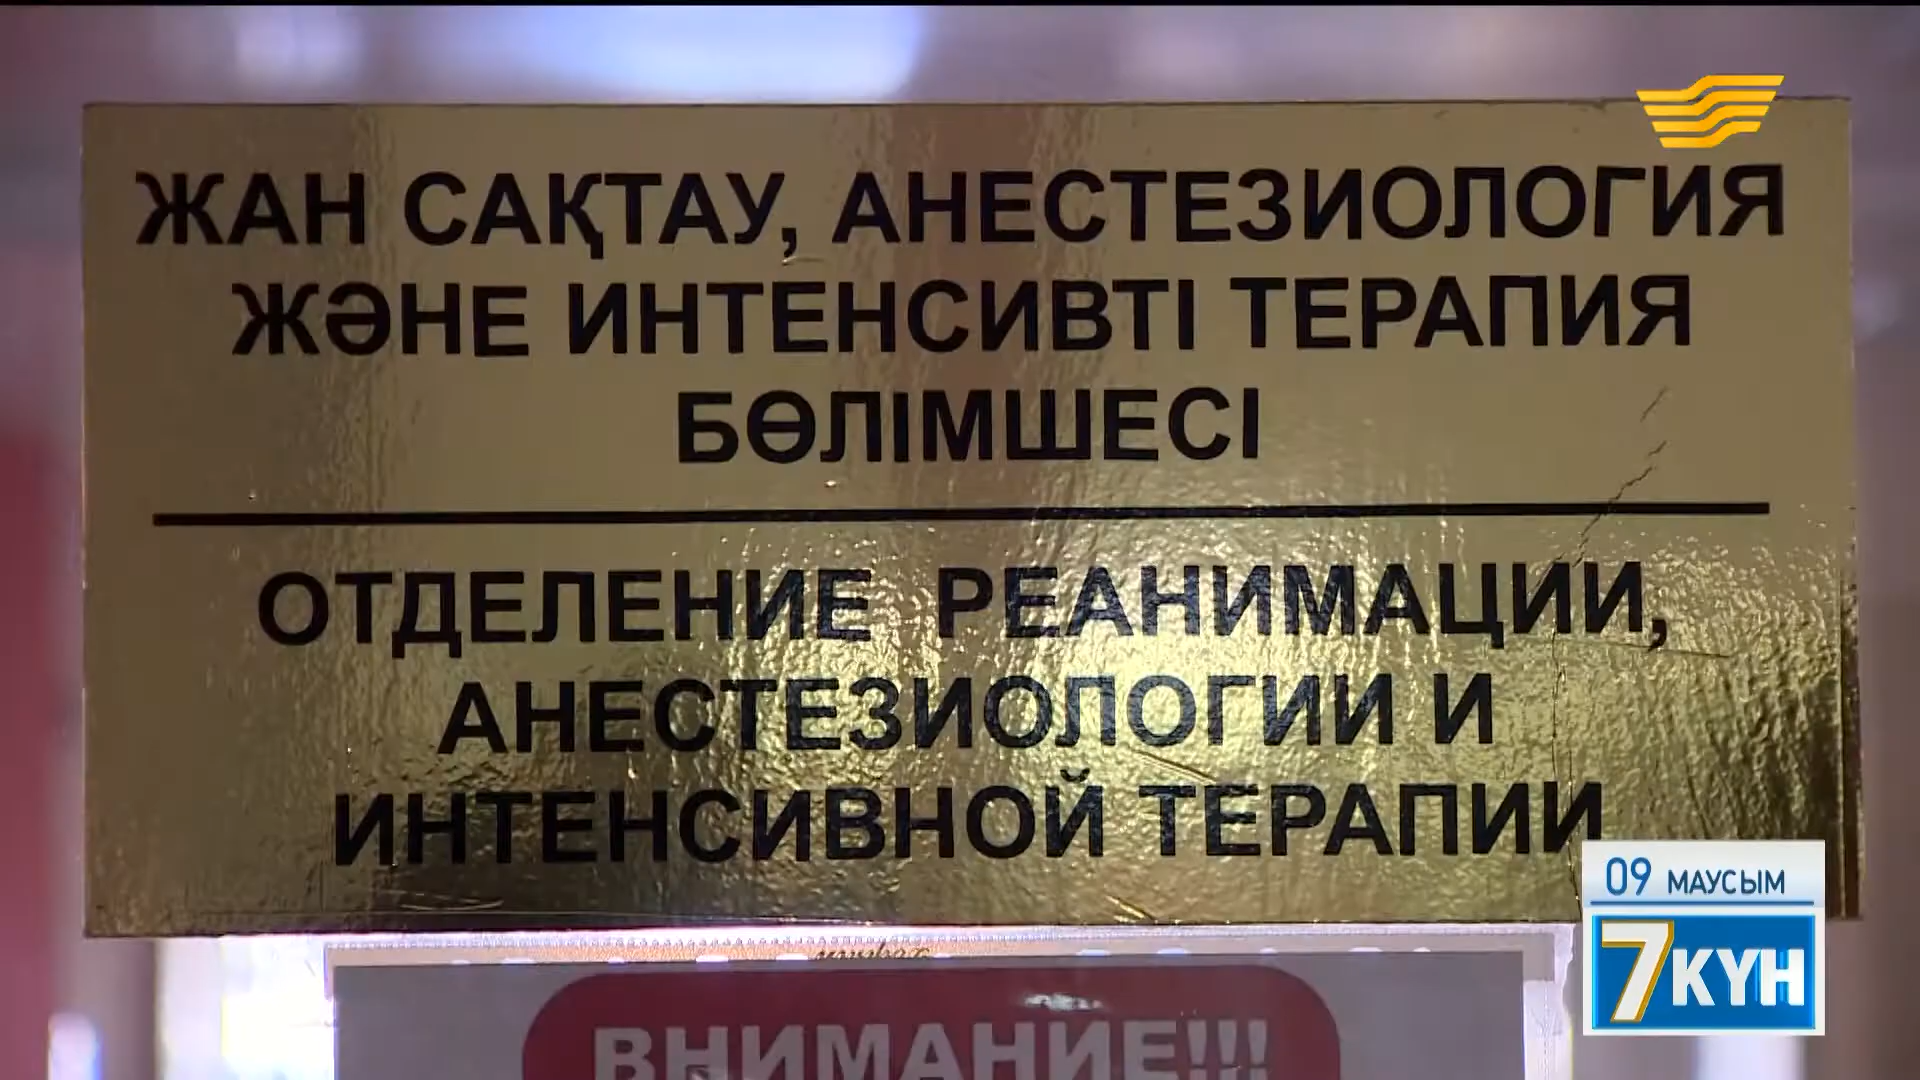 ЖАН САҚТАУ, АНЕСТЕЗИОЛОГИЯ
ЖӘНЕ ИНТЕНСИВТІ ТЕРАПИЯ
БӨЛІМШЕСІ
ОТДЕЛЕНИЕ РЕАНИМАЦИИ,
АНЕСТЕЗИОЛОГИИ И
ИНТЕНСИВНОЙ ТЕРАПИИ
09 МАУСЫМ
7КҮН
ВНИМАНИЕ!!!